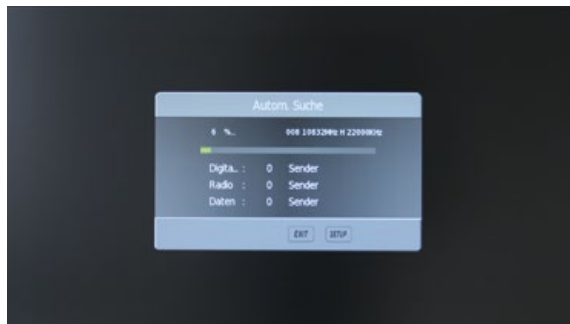 Autom. Suche
6 %... 008 10832MHz H 22000KHz
Digita... : 0 Sender
Radio : 0 Sender
Daten : 0 Sender
EXIT SETUP